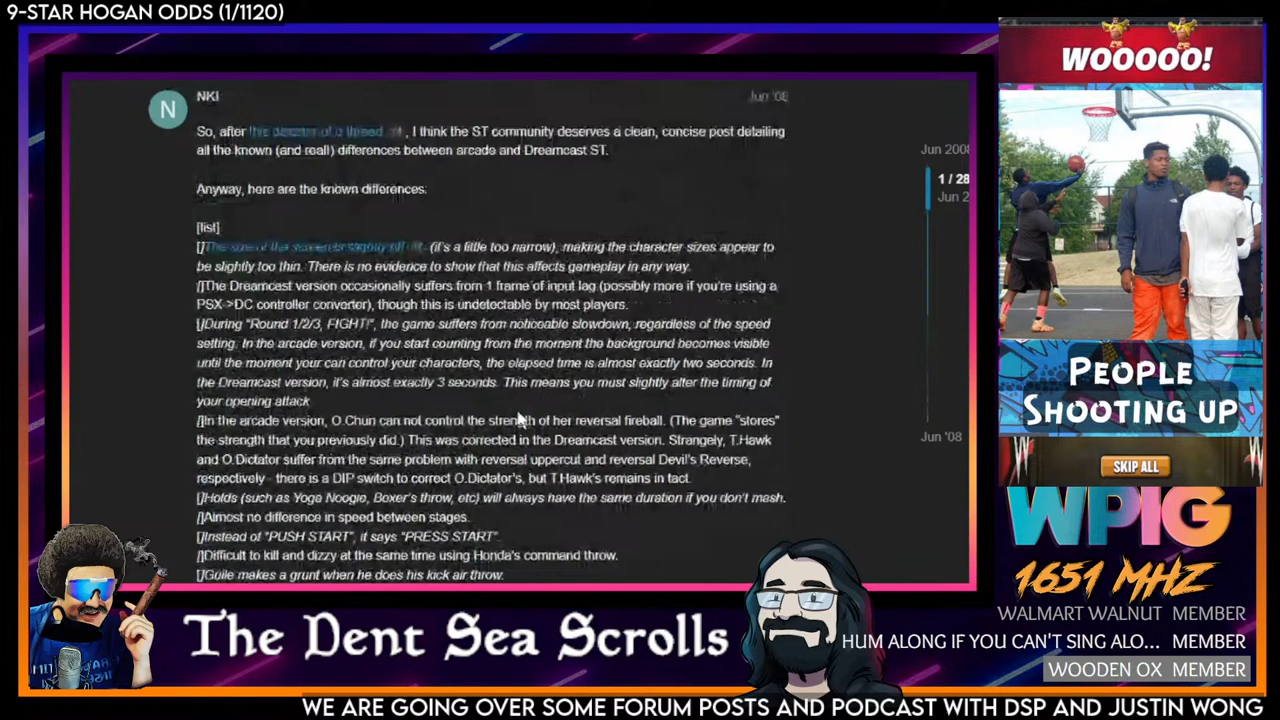 9-STAR HOGAN ODDS (1/1120)
N
NKI
Jun '08
So, after this disaster of a thread, I think the ST community deserves a clean, concise post detailing
all the known (and real!) differences between arcade and Dreamcast ST.
Anyway, here are the known differences:
[list]
[]The size of the screen is slightly off (it's a little too narrow), making the character sizes appear to
be slightly too thin. There is no evidence to show that this affects gameplay in any way.
[]The Dreamcast version occasionally suffers from 1 frame of input lag (possibly more if you're using a
PSX->DC controller converter), though this is undetectable by most players.
[]During "Round 1/2/3, FIGHT!", the game suffers from noticeable slowdown, regardless of the speed
setting. In the arcade version, if you start counting from the moment the background becomes visible
until the moment your can control your characters, the elapsed time is almost exactly two seconds. In
the Dreamcast version, it's almost exactly 3 seconds. This means you must slightly alter the timing of
your opening attack
[]In the arcade version, O.Chun can not control the strength of her reversal fireball. (The game "stores"
the strength that you previously did.) This was corrected in the Dreamcast version. Strangely, T.Hawk
and O.Dictator suffer from the same problem with reversal uppercut and reversal Devil's Reverse,
respectively - there is a DIP switch to correct O.Dictator's, but T.Hawk's remains in tact.
[]Holds (such as Yoga Noogie, Boxer's throw, etc) will always have the same duration if you don't mash.
[]Almost no difference in speed between stages.
[]Instead of "PUSH START", it says "PRESS START".
[]Difficult to kill and dizzy at the same time using Honda's command throw.
[]Guile makes a grunt when he does his kick air throw.
Jun 2008
1 / 28
Jun 2
Jun '08
WOOOOO!
PEOPLE
SHOOTING UP
SKIP ALL
WPIG
1651 MHZ
WALMART WALNUT MEMBER
HUM ALONG IF YOU CAN'T SING ALO... MEMBER
WOODEN OX MEMBER
The Dent Sea Scrolls
WE ARE GOING OVER SOME FORUM POSTS AND PODCAST WITH DSP AND JUSTIN WONG